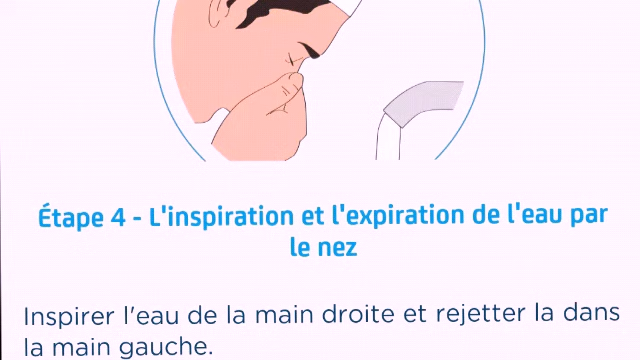 Étape 4 - L'inspiration et l'expiration de l'eau par
le nez
Inspirer l'eau de la main droite et rejetter la dans
la main gauche.